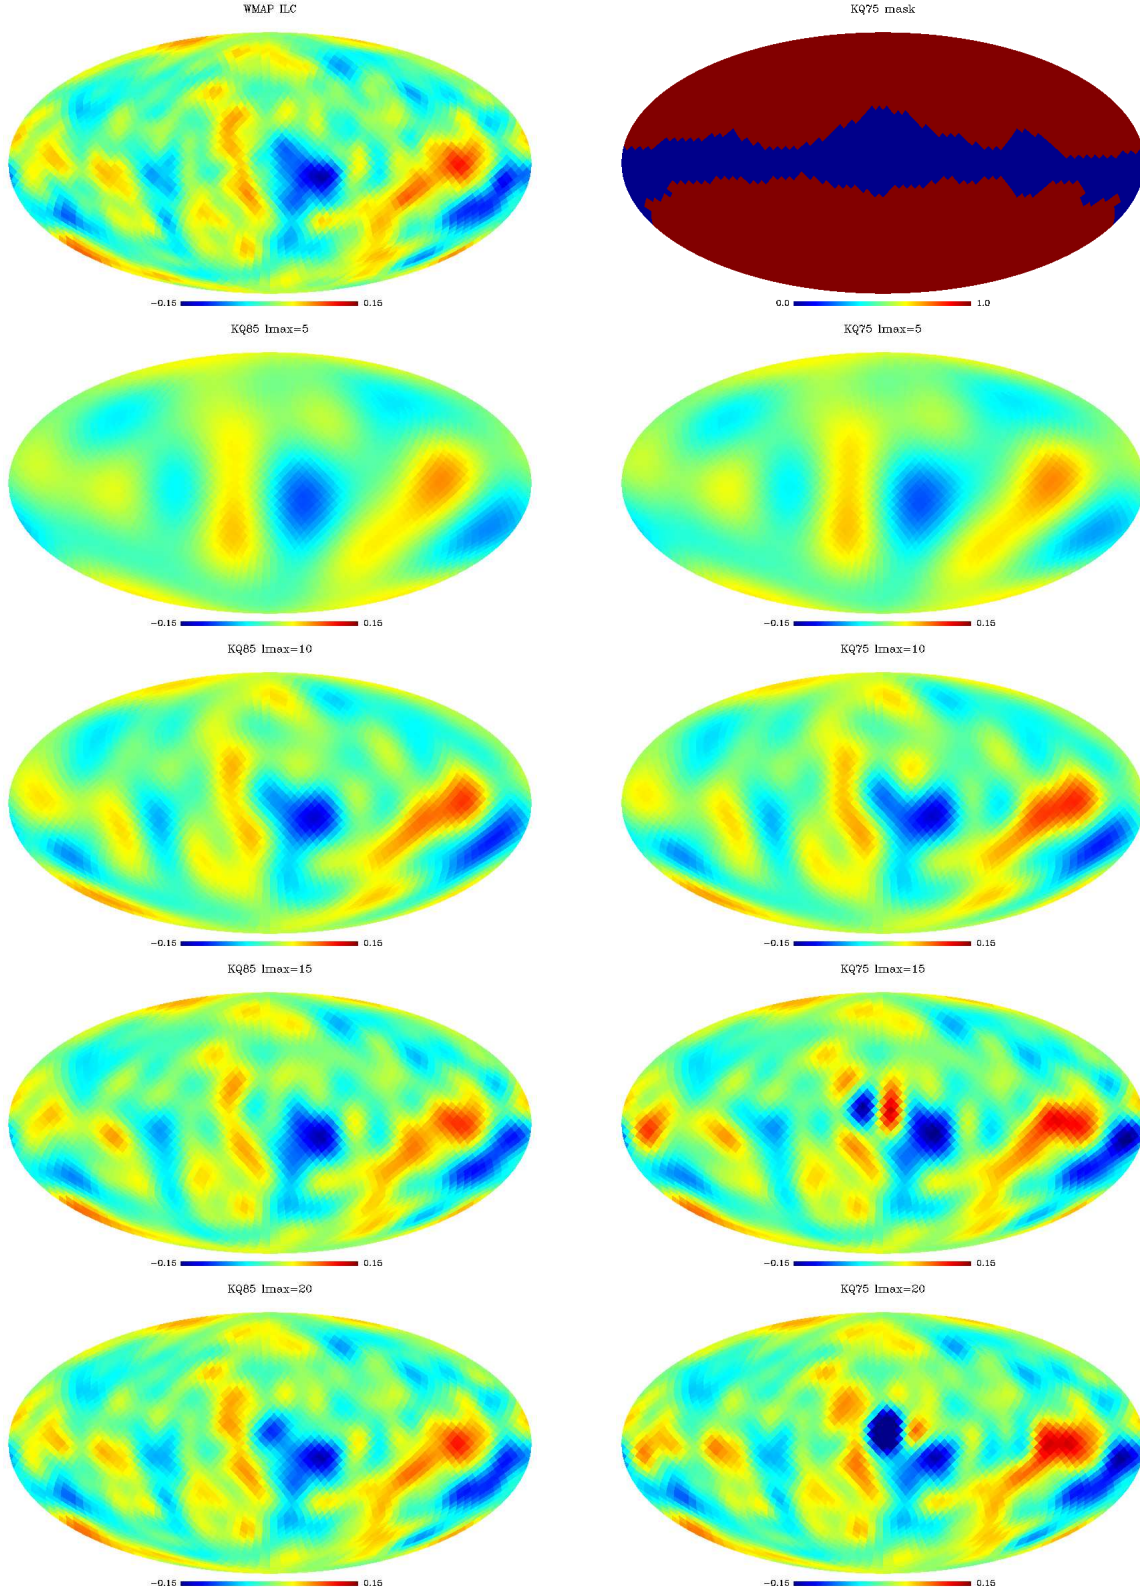 WMAP ILC
KQ75 mask
-0.15 0.15
0.0 1.0
KQ85 lmax=5
KQ75 lmax=5
-0.15 0.15
-0.15 0.15
KQ85 lmax=10
KQ75 lmax=10
-0.15 0.15
-0.15 0.15
KQ85 lmax=15
KQ75 lmax=15
-0.15 0.15
-0.15 0.15
KQ85 lmax=20
KQ75 lmax=20
-0.15 0.15
-0.15 0.15